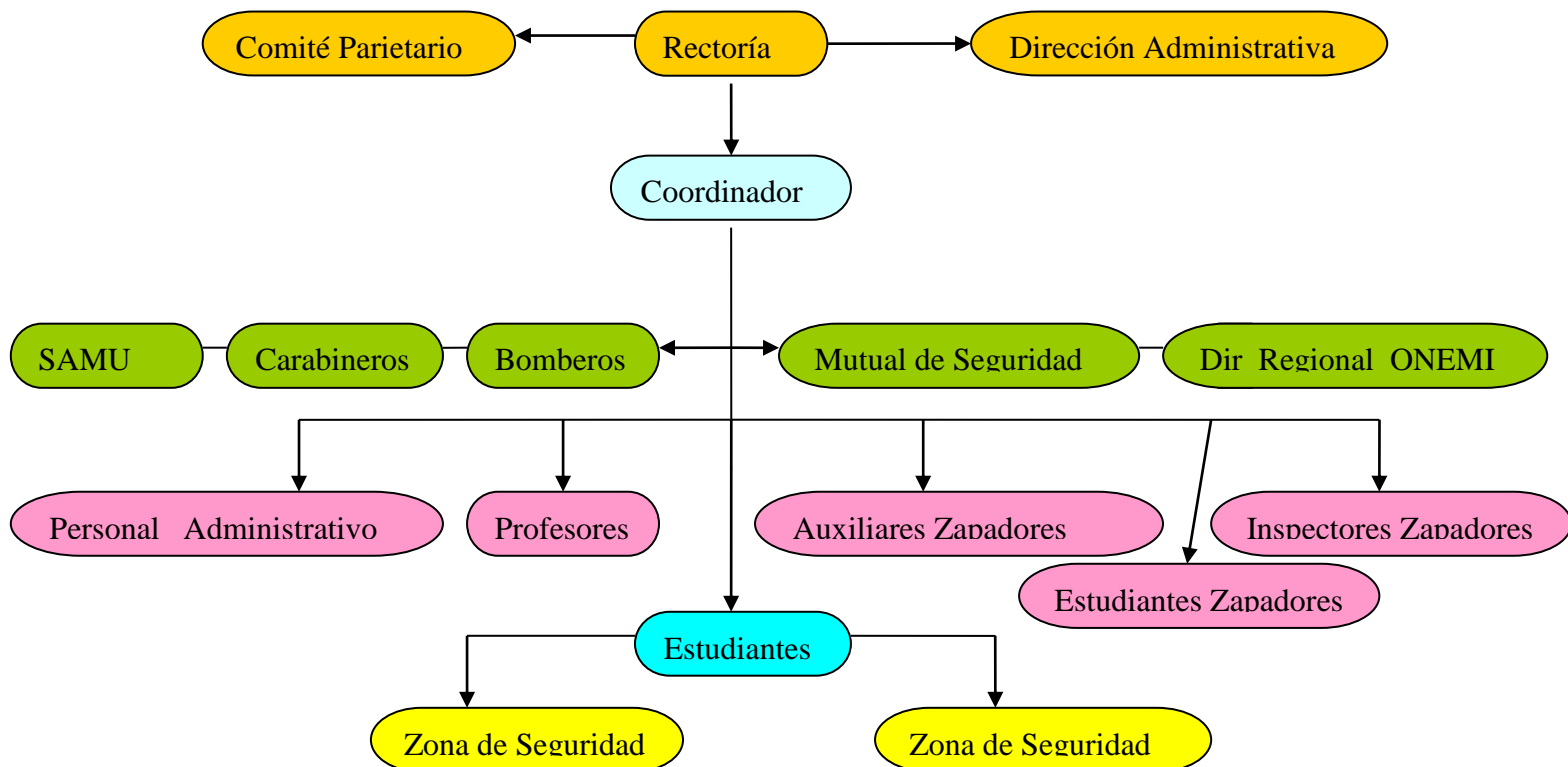 Comité Parietario
Rectoría
Dirección Administrativa
Coordinador
SAMU
Carabineros
Bomberos
Mutual de Seguridad
Dir Regional ONEMI
Personal Administrativo
Profesores
Auxiliares Zapadores
Inspectores Zapadores
Estudiantes Zapadores
Estudiantes
Zona de Seguridad
Zona de Seguridad